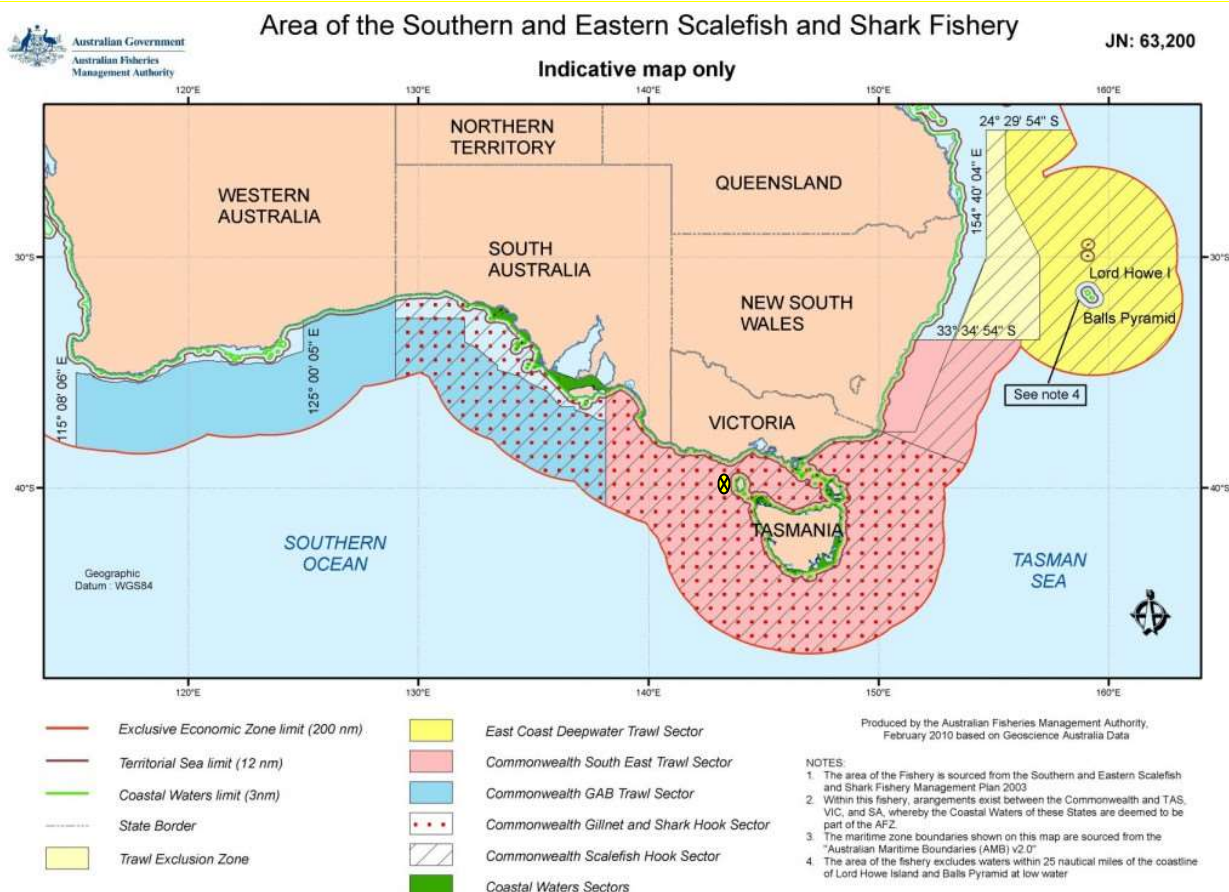 Area of the Southern and Eastern Scalefish and Shark Fishery
Australian Government
Australian Fisheries
Management Authority
JN: 63,200
Indicative map only
120°E
130°E
140°E
150°E
160°E
24° 29' 54" S
NORTHERN
TERRITORY
QUEENSLAND
WESTERN
AUSTRALIA
154° 40' 04" E
SOUTH
AUSTRALIA
30°S
30°S
Lord Howe I
NEW SOUTH
WALES
Balls Pyramid
33° 34' 54" S
115° 08' 06" E
125° 00' 05" E
See note 4
VICTORIA
40°S
40°S
TASMANIA
SOUTHERN
OCEAN
TASMAN
SEA
Geographic
Datum : WGS84
120°E
130°E
140°E
150°E
160°E
Exclusive Economic Zone limit (200 nm)
Territorial Sea limit (12 nm)
Coastal Waters limit (3nm)
State Border
Trawl Exclusion Zone
East Coast Deepwater Trawl Sector
Commonwealth South East Trawl Sector
Commonwealth GAB Trawl Sector
Commonwealth Gillnet and Shark Hook Sector
Commonwealth Scalefish Hook Sector
Coastal Waters Sectors
Produced by the Australian Fisheries Management Authority,
February 2010 based on Geoscience Australia Data
NOTES:
1. The area of the Fishery is sourced from the Southern and Eastern Scalefish
and Shark Fishery Management Plan 2003
2. Within this fishery, arangements exist between the Commonwealth and TAS,
VIC, and SA, whereby the Coastal Waters of these States are deemed to be
part of the AFZ.
3. The maritime zone boundaries shown on this map are sourced from the
"Australian Maritime Boundaries (AMB) v2.0"
4. The area of the fishery excludes waters within 25 nautical miles of the coastline
of Lord Howe Island and Balls Pyramid at low water